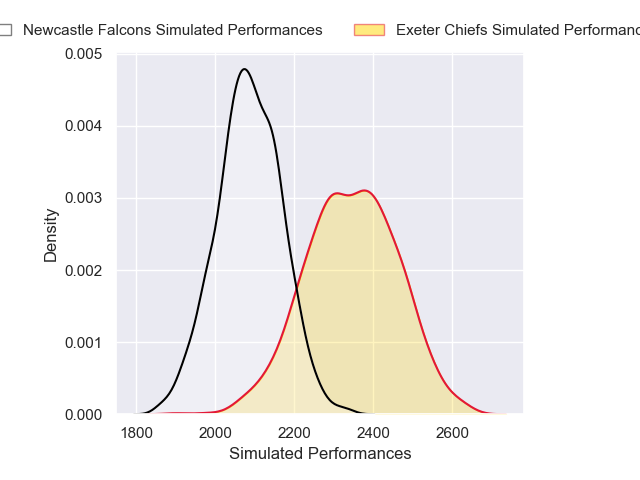 Newcastle Falcons Simulated Performances
Exeter Chiefs Simulated Performanc
0.005
0.004
0.003
0.002
0.001
0.000
Density
1800 2000 2200 2400 2600
Simulated Performances